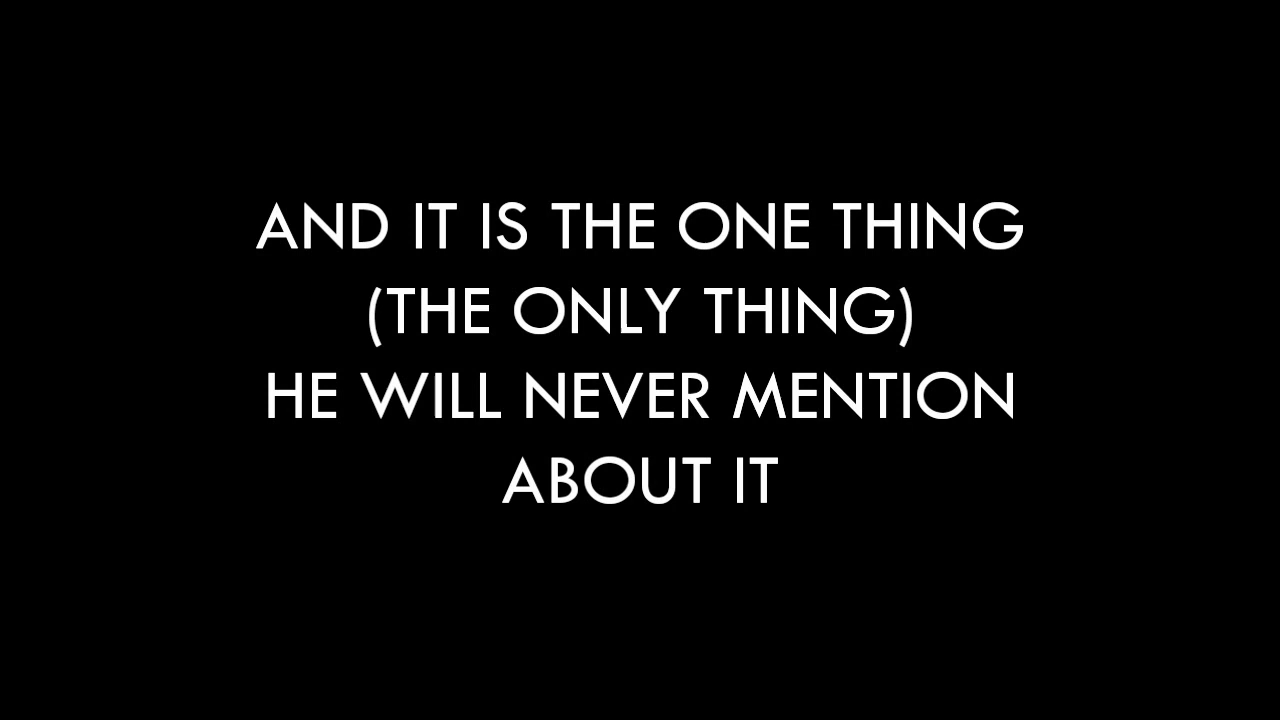 AND IT IS THE ONE THING
(THE ONLY THING)
HE WILL NEVER MENTION
ABOUT IT